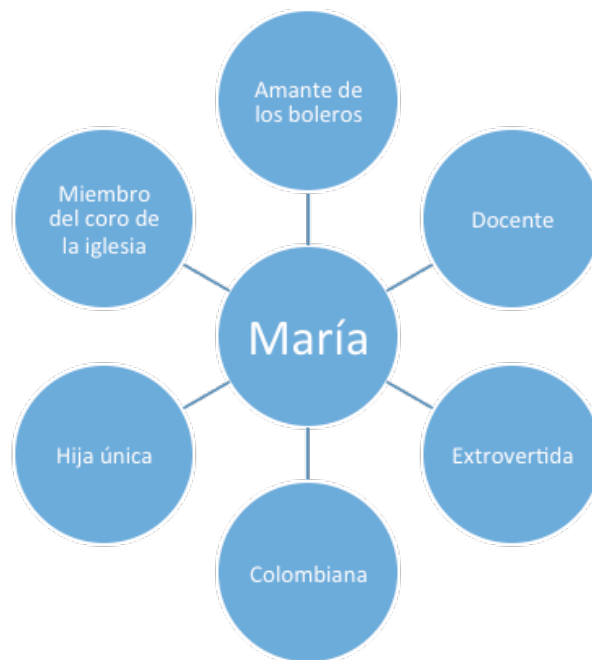 Amante de
los boleros
Miembro
del coro de
la iglesia
Docente
María
Hija única
Extrovertida
Colombiana